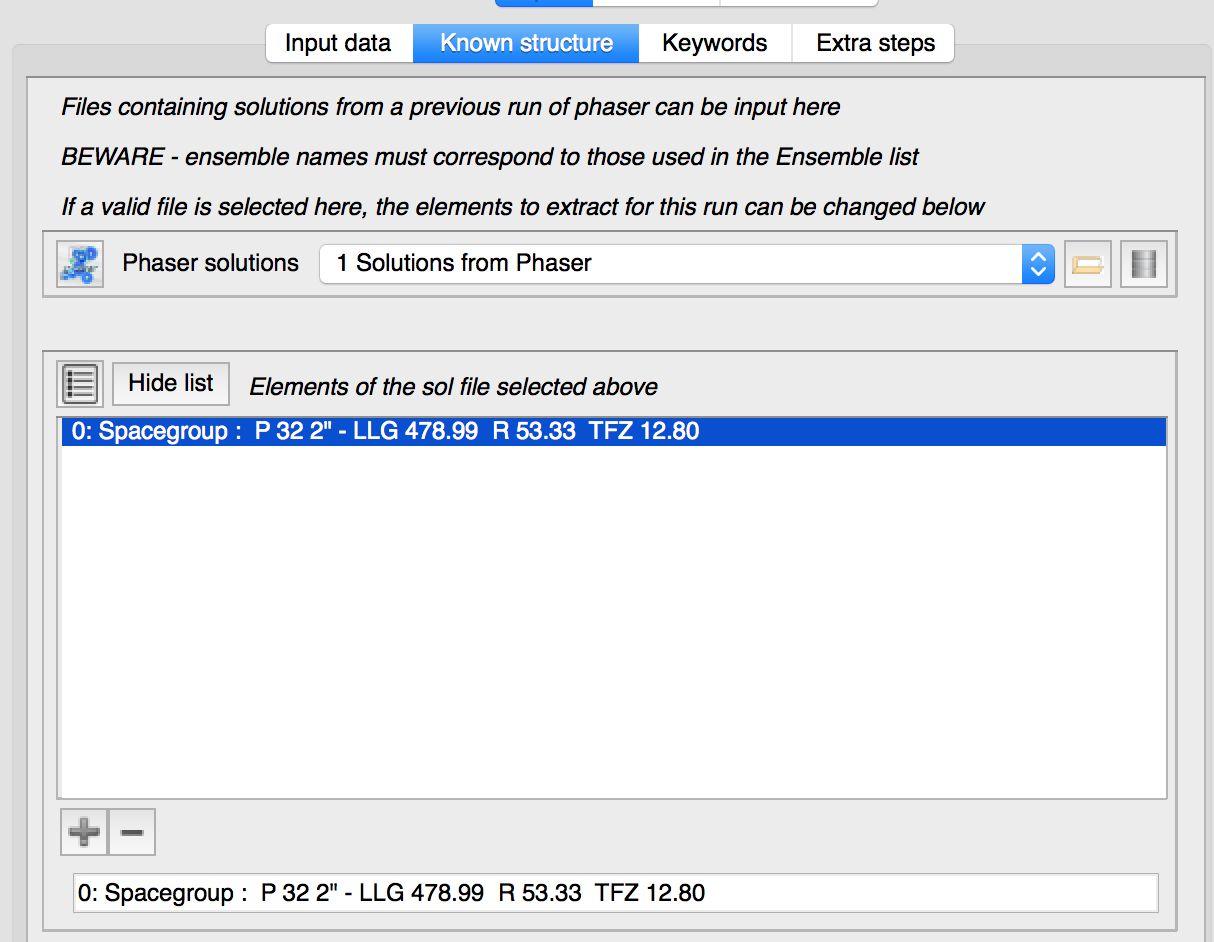 Input data Known structure Keywords Extra steps
Files containing solutions from a previous run of phaser can be input here
BEWARE - ensemble names must correspond to those used in the Ensemble list
If a valid file is selected here, the elements to extract for this run can be changed below
Phaser solutions 1 Solutions from Phaser
Hide list Elements of the sol file selected above
0: Spacegroup : P 32 2" - LLG 478.99 R 53.33 TFZ 12.80
0: Spacegroup : P 32 2" - LLG 478.99 R 53.33 TFZ 12.80